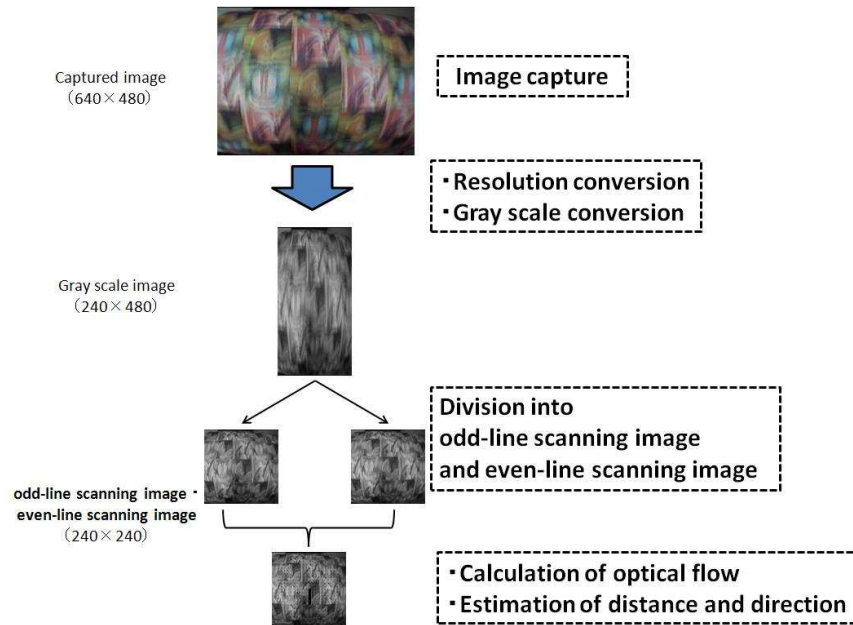 Captured image
（640×480）
Image capture
・Resolution conversion
・Gray scale conversion
Gray scale image
（240×480）
Division into
odd-line scanning image
and even-line scanning image
odd-line scanning image・
even-line scanning image
（240×240）
・Calculation of optical flow
・Estimation of distance and direction